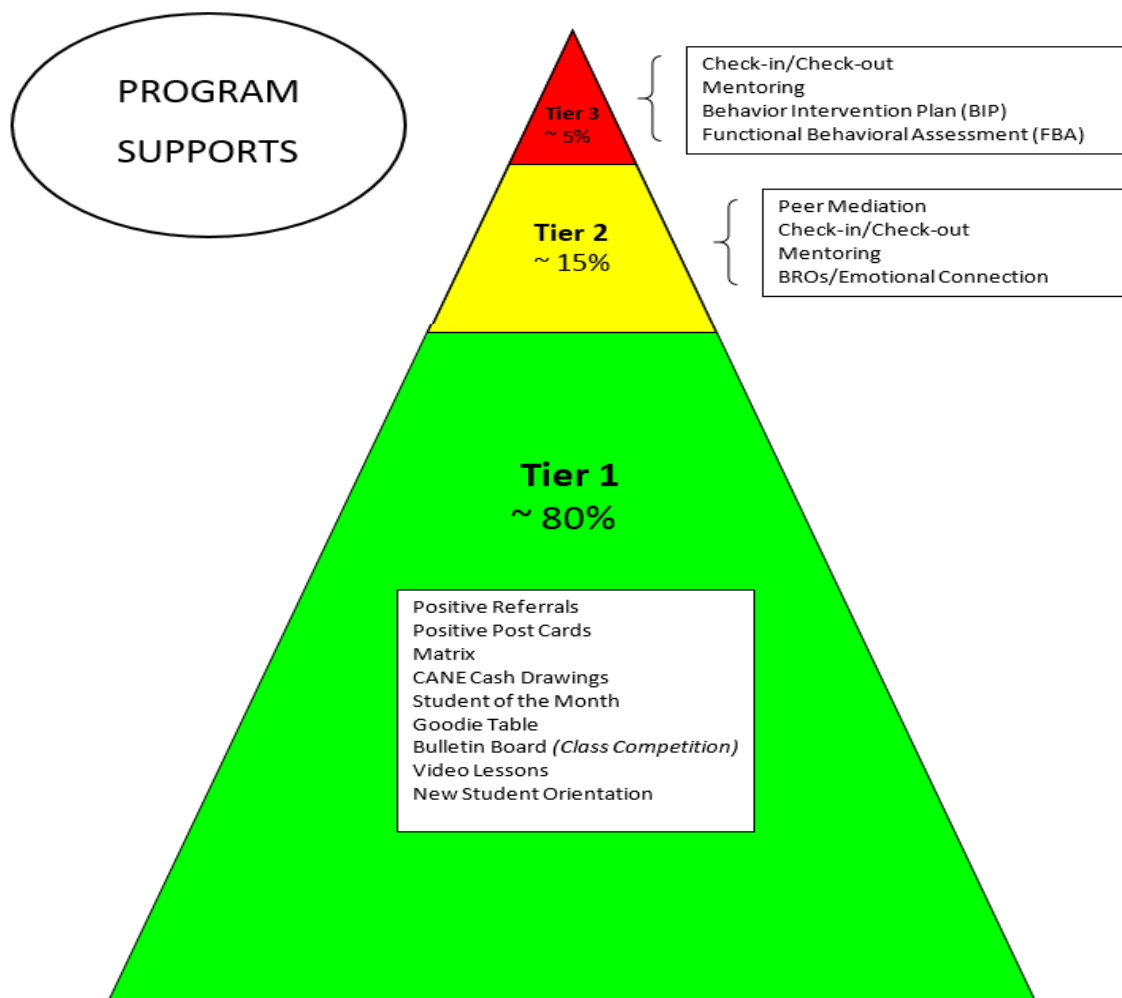 PROGRAM
SUPPORTS
Tier 3
~ 5%
Check-in/Check-out
Mentoring
Behavior Intervention Plan (BIP)
Functional Behavioral Assessment (FBA)
Tier 2
~ 15%
Peer Mediation
Check-in/Check-out
Mentoring
BROs/Emotional Connection
Tier 1
~ 80%
Positive Referrals
Positive Post Cards
Matrix
CANE Cash Drawings
Student of the Month
Goodie Table
Bulletin Board (Class Competition)
Video Lessons
New Student Orientation